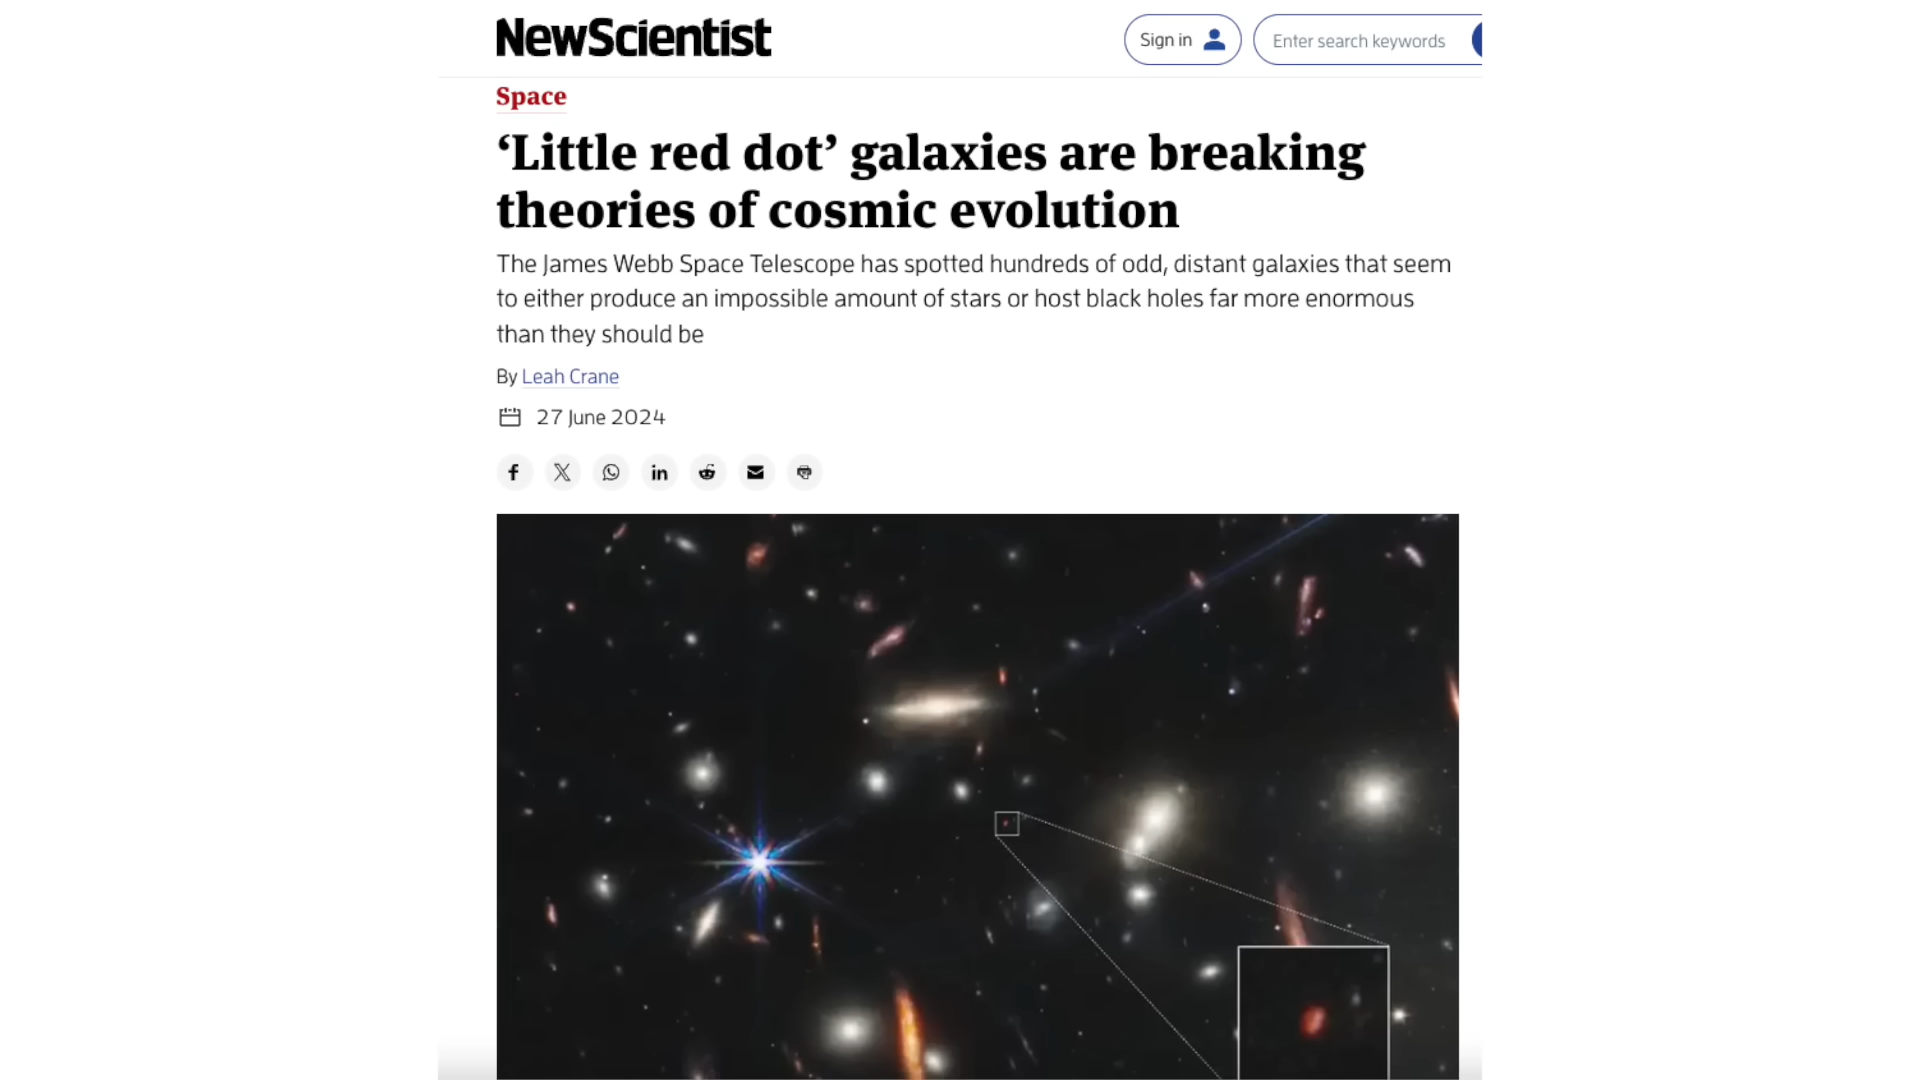 NewScientist
Sign in
Enter search keywords
Space
‘Little red dot’ galaxies are breaking
theories of cosmic evolution
The James Webb Space Telescope has spotted hundreds of odd, distant galaxies that seem
to either produce an impossible amount of stars or host black holes far more enormous
than they should be
By Leah Crane
27 June 2024